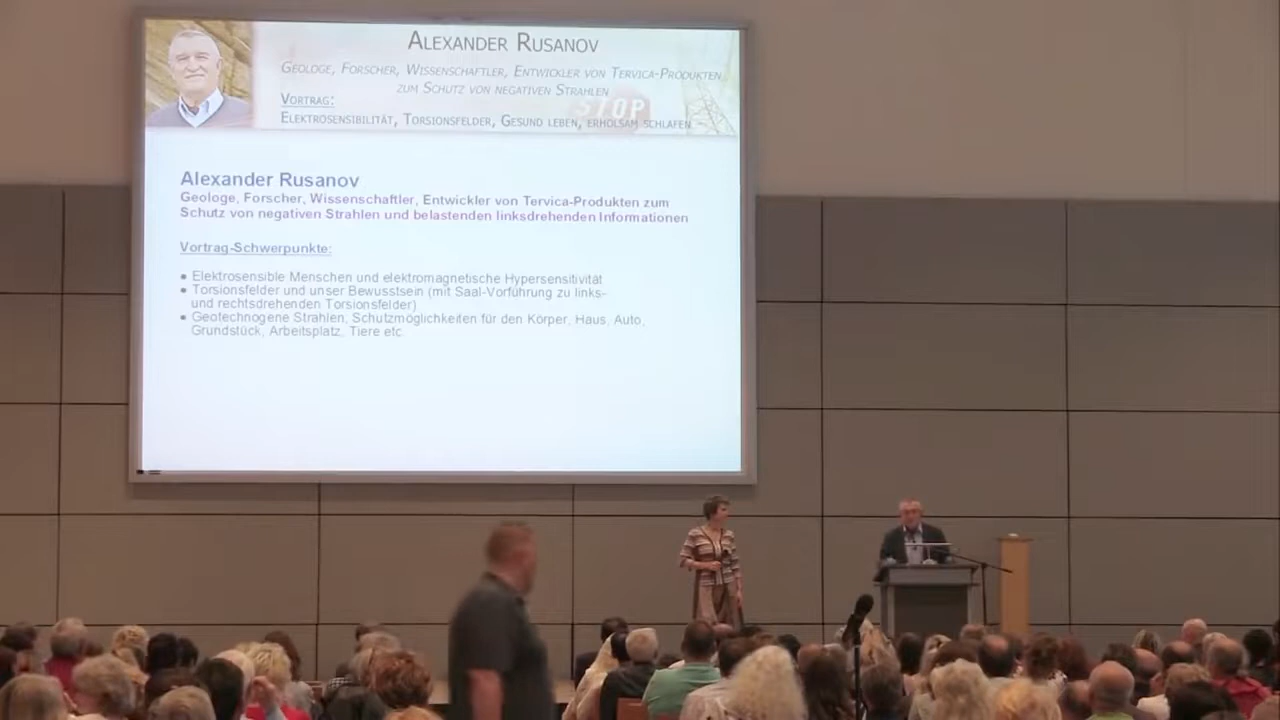 ALEXANDER RUSANOV
GEOLOGE, FORSCHER, WISSENSCHAFTLER, ENTWICKLER VON TERVICA-PRODUKTEN
ZUM SCHUTZ VON NEGATIVEN STRAHLEN
STOP
VORTRAG:
ELEKTROSENSIBILITÄT, TORSIONSFELDER, GESUND LEBEN, ERHOLSAM SCHLAFEN
Alexander Rusanov
Geologe, Forscher, Wissenschaftler, Entwickler von Tervica-Produkten zum
Schutz von negativen Strahlen und belastenden linksdrehenden Informationen
Vortrag-Schwerpunkte:
• Elektrosensible Menschen und elektromagnetische Hypersensitivität
• Torsionsfelder und unser Bewusstsein (mit Saal-Vorführung zu links-
und rechtsdrehenden Torsionsfelder)
• Geotechnogene Strahlen, Schutzmöglichkeiten für den Körper, Haus, Auto,
Grundstück, Arbeitsplatz, Tiere etc.